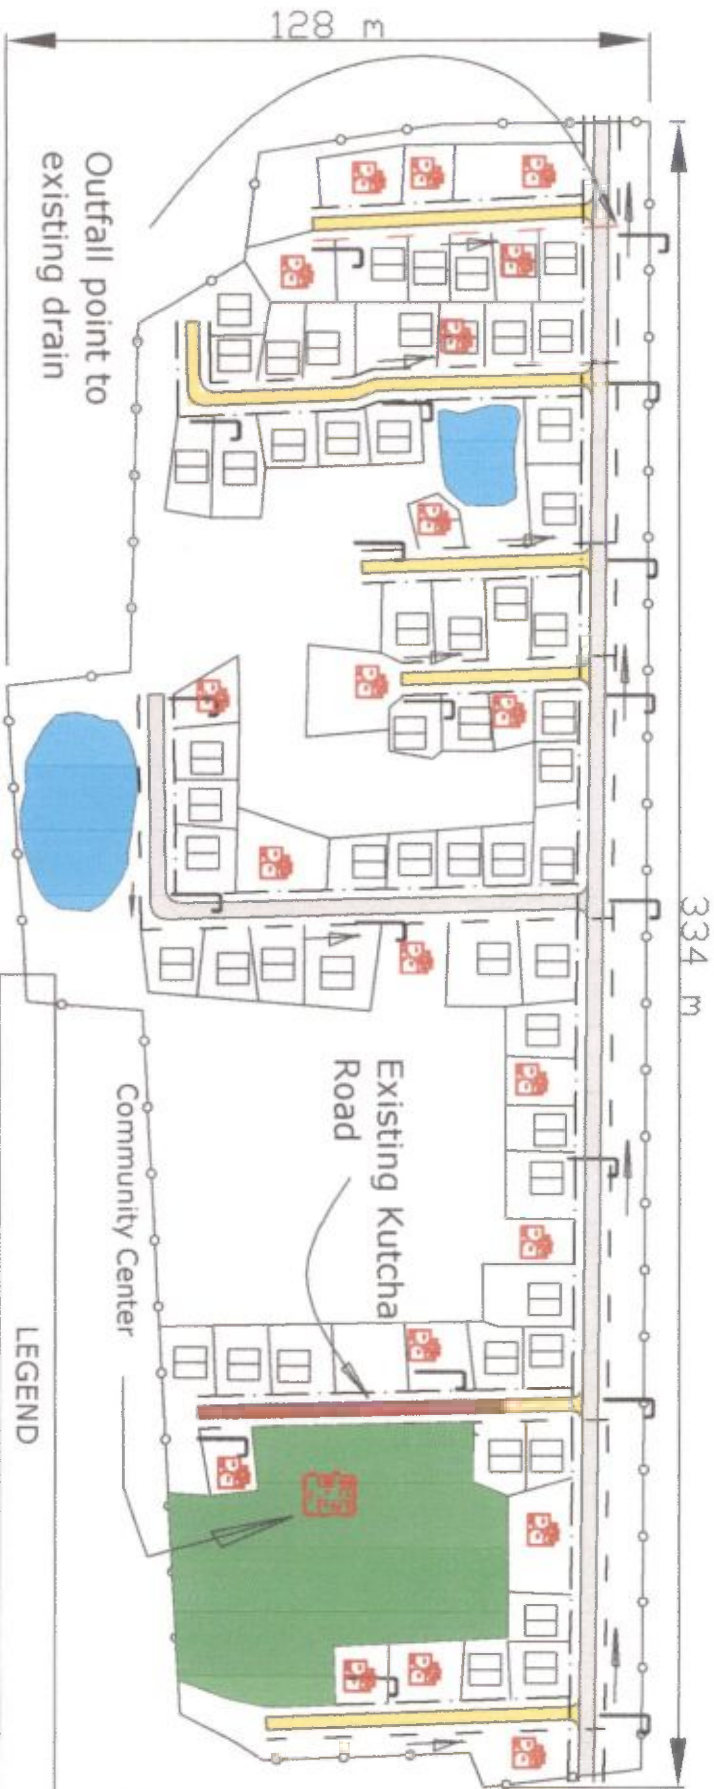 128 m
Outfall point to
existing drain
334 m
Existing Kutcha
Road
Community Center
LEGEND